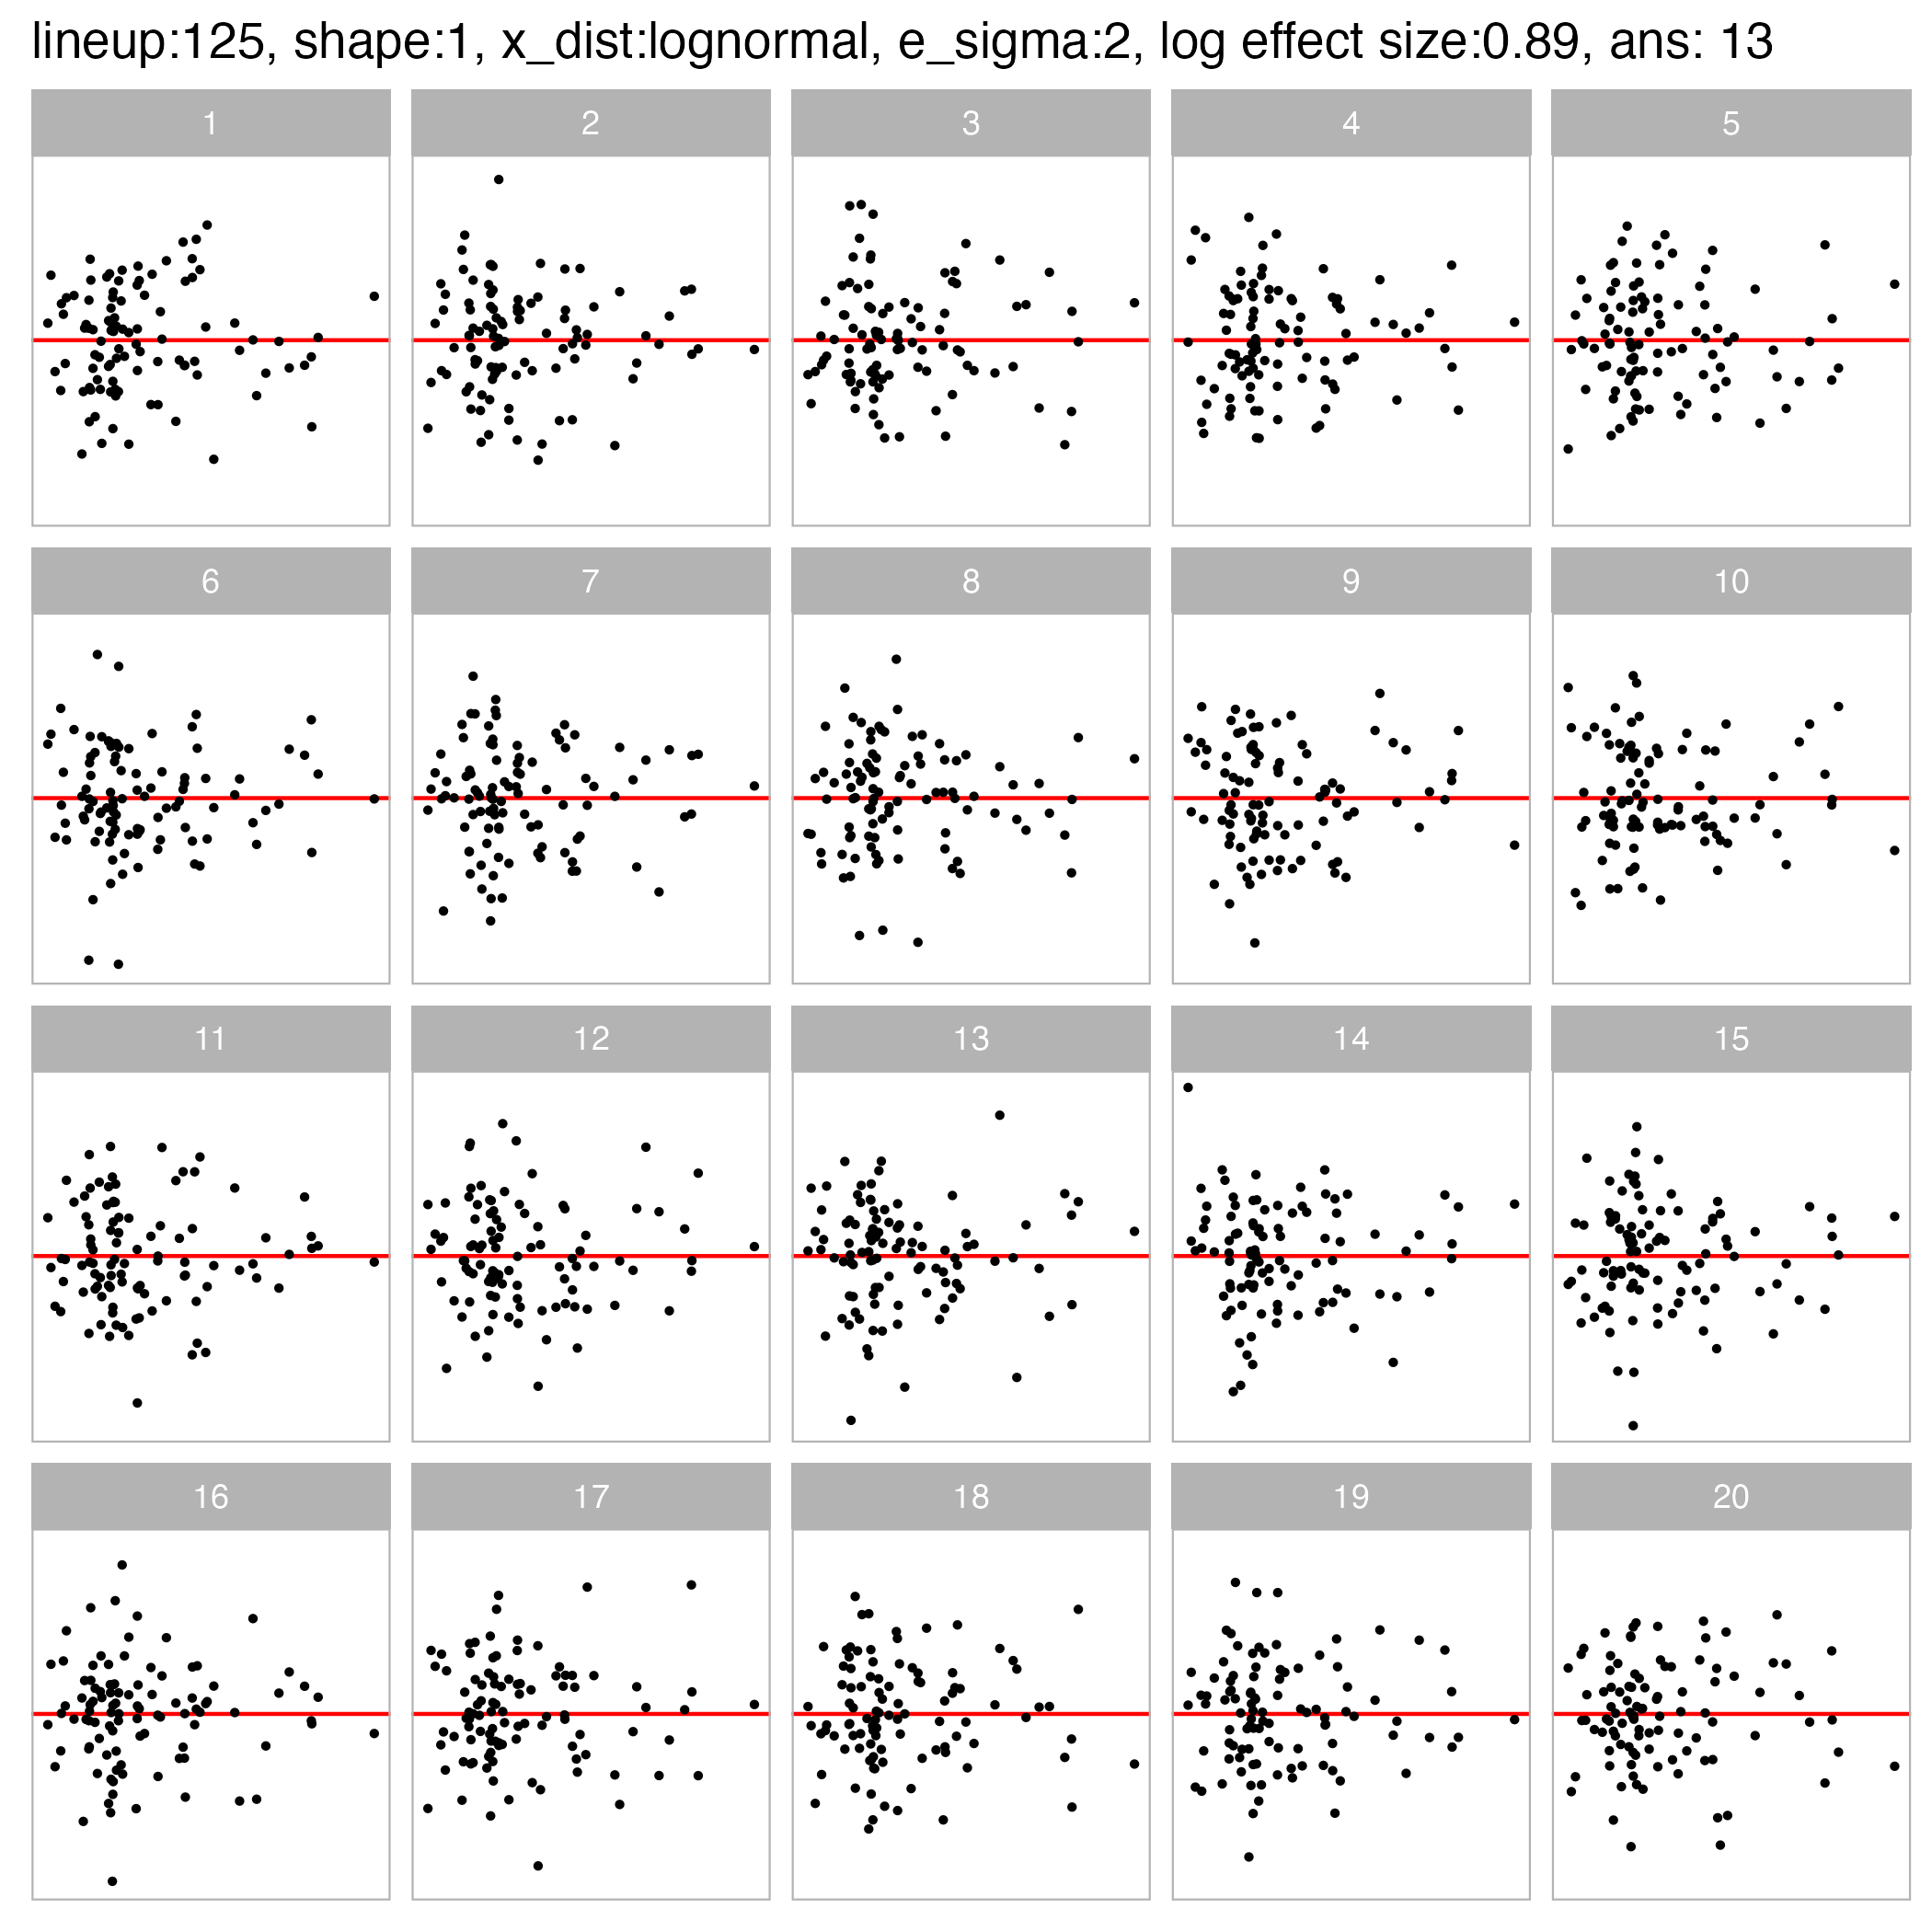 lineup:125, shape:1, x_dist:lognormal, e_sigma:2, log effect size:0.89, ans: 13
1 2 3 4 5
6 7 8 9 10
11 12 13 14 15
16 17 18 19 20